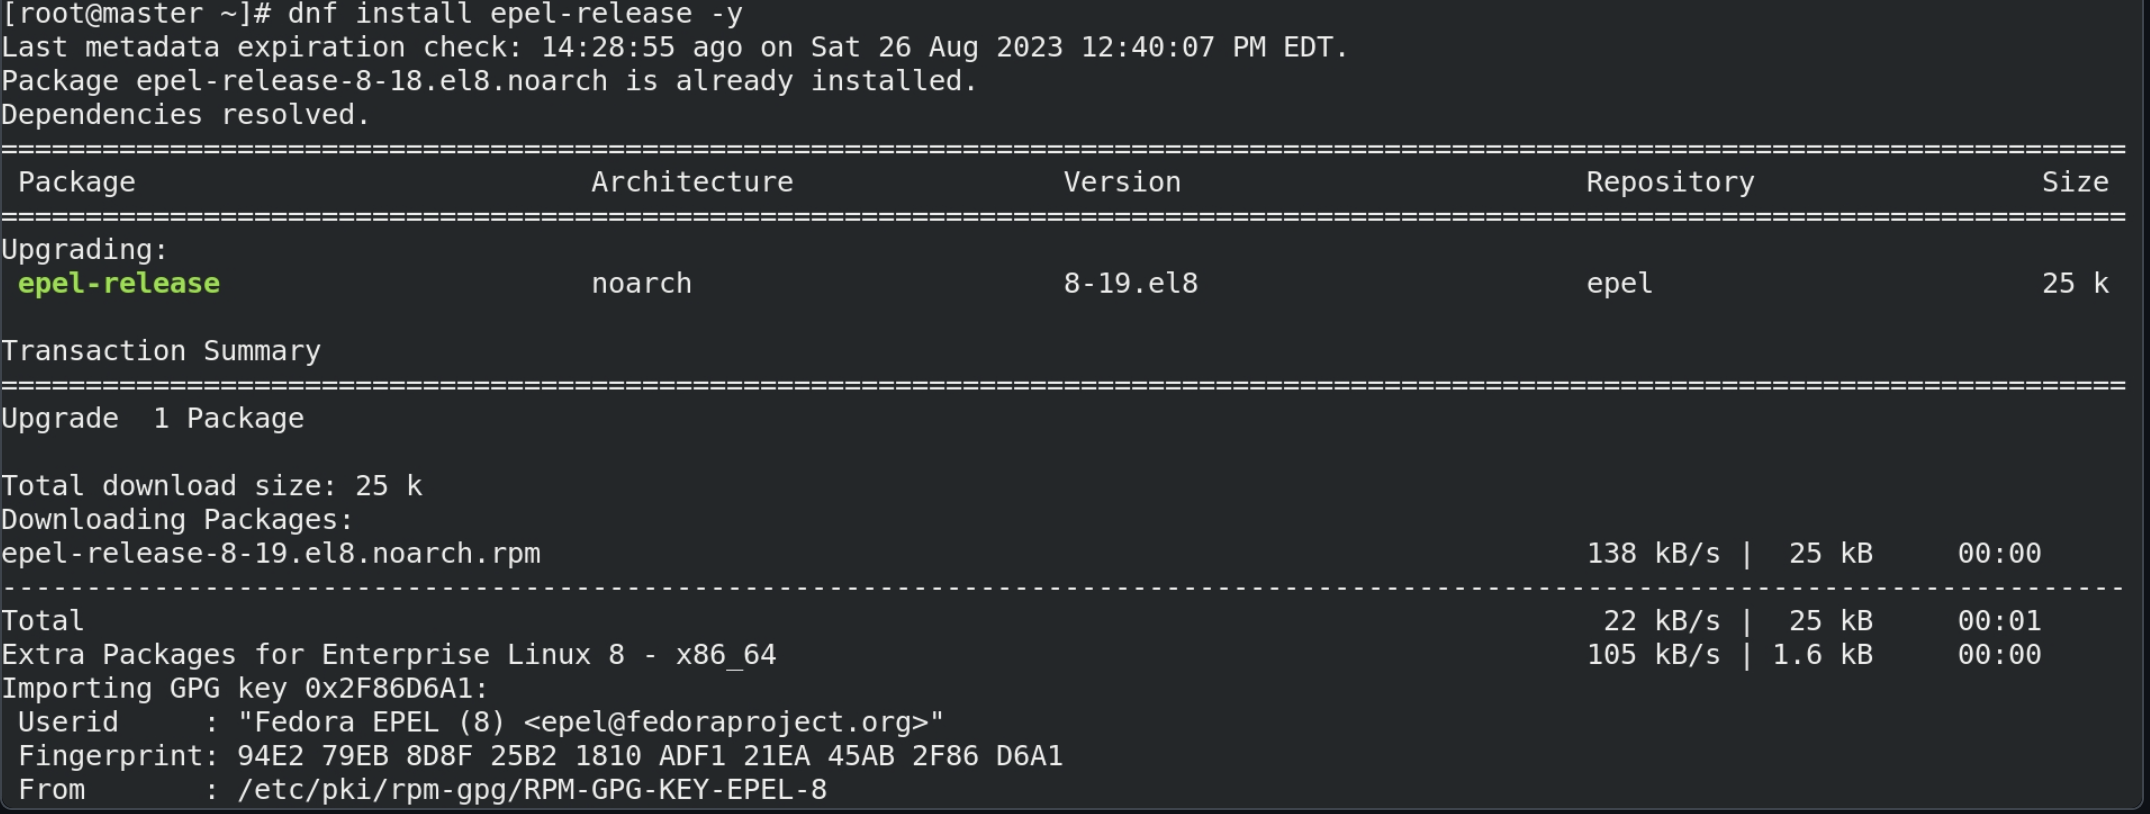 [root@master ~]# dnf install epel-release -y
Last metadata expiration check: 14:28:55 ago on Sat 26 Aug 2023 12:40:07 PM EDT.
Package epel-release-8-18.el8.noarch is already installed.
Dependencies resolved.
==============================================================================================================================
 Package                           Architecture                Version                        Repository                 Size
==============================================================================================================================
Upgrading:
 epel-release                      noarch                      8-19.el8                       epel                       25 k

Transaction Summary
==============================================================================================================================
Upgrade  1 Package

Total download size: 25 k
Downloading Packages:
epel-release-8-19.el8.noarch.rpm                                                              138 kB/s |  25 kB     00:00
------------------------------------------------------------------------------------------------------------------------------
Total                                                                                          22 kB/s |  25 kB     00:01
Extra Packages for Enterprise Linux 8 - x86_64                                                105 kB/s | 1.6 kB     00:00
Importing GPG key 0x2F86D6A1:
 Userid     : "Fedora EPEL (8) <epel@fedoraproject.org>"
 Fingerprint: 94E2 79EB 8D8F 25B2 1810 ADF1 21EA 45AB 2F86 D6A1
 From       : /etc/pki/rpm-gpg/RPM-GPG-KEY-EPEL-8